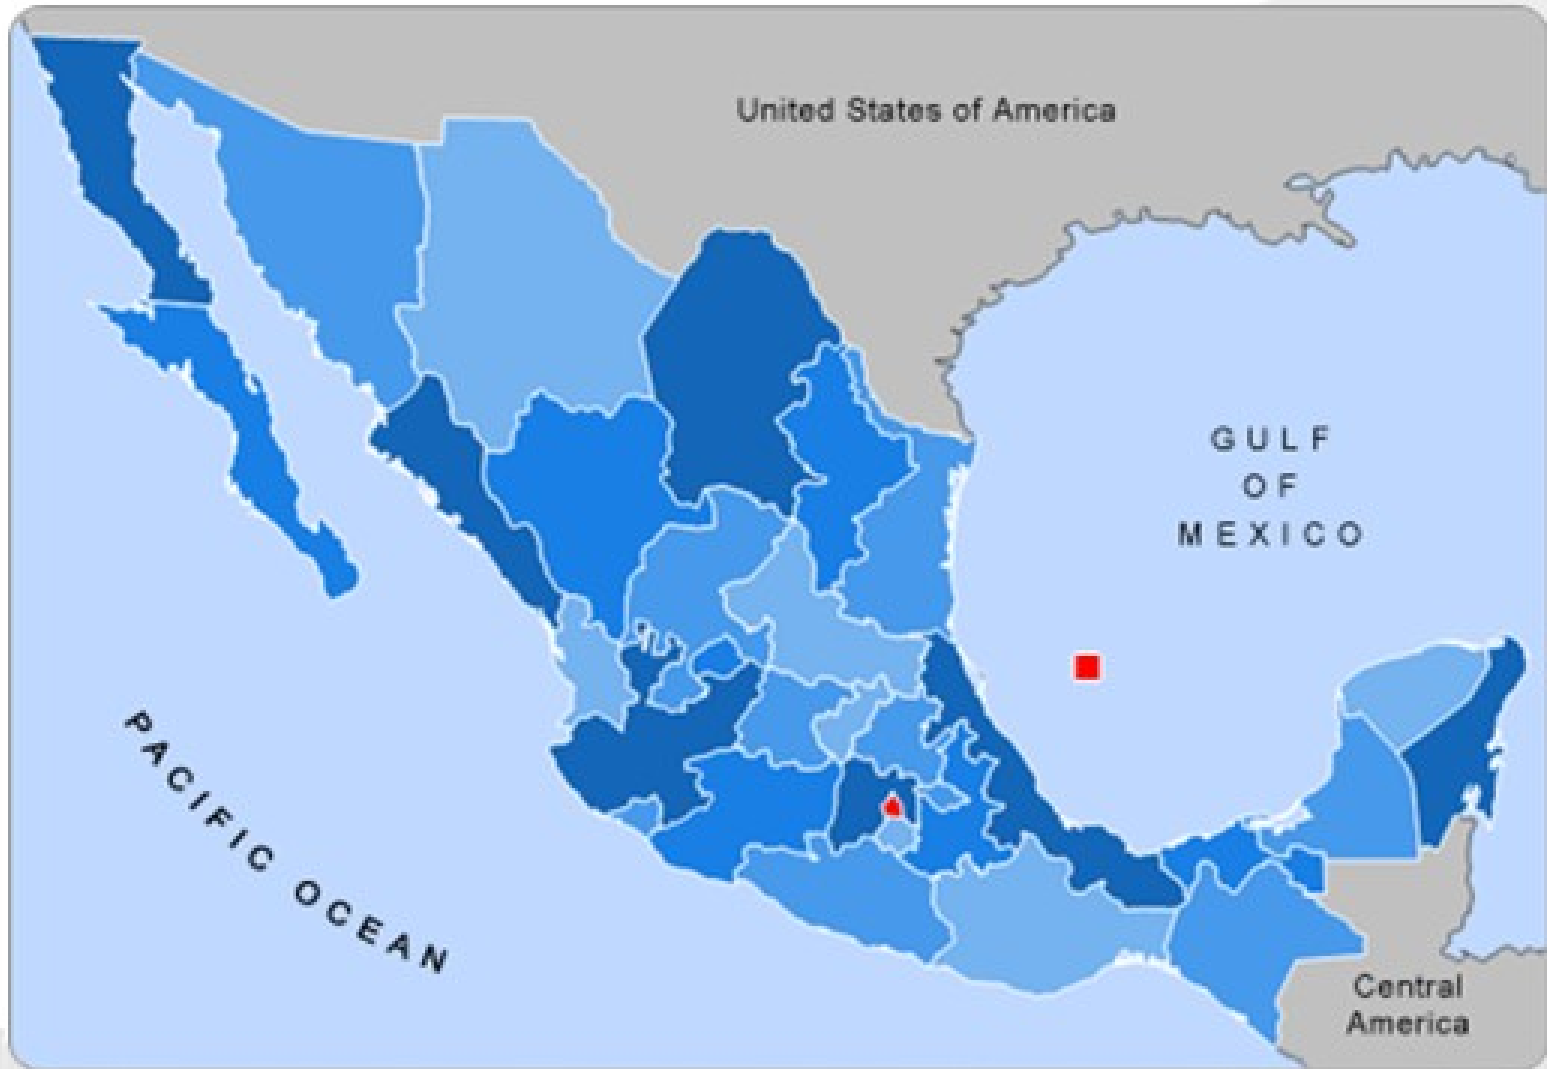 United States of America
GULF
OF
MEXICO
PACIFIC OCEAN
Central
America